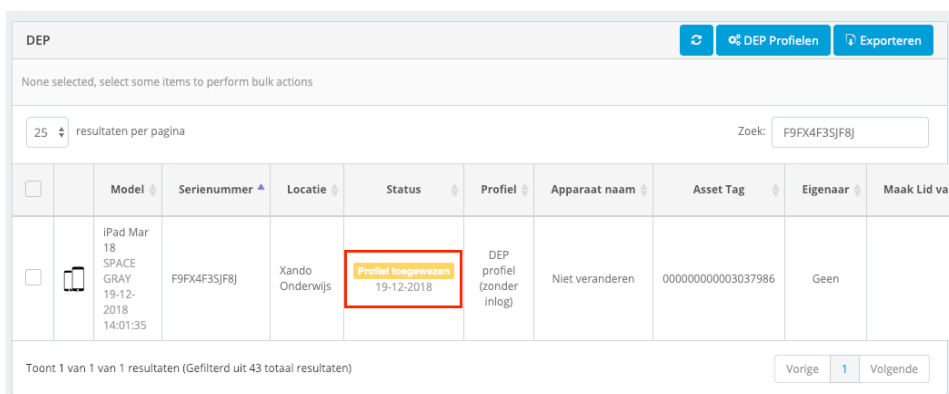 DEP
DEP Profielen
Exporteren
None selected, select some items to perform bulk actions
25 resultaten per pagina
Zoek: F9FX4F3SJF8J
Model Serienummer Locatie Status Profiel Apparaat naam Asset Tag Eigenaar Maak Lid va
iPad Mar
18
SPACE
GRAY
19-12-
2018
14:01:35
F9FX4F3SJF8J
Xando
Onderwijs
Profiel toegewezen
19-12-2018
DEP
profiel
(zonder
inlog)
Niet veranderen
000000000003037986
Geen
Toont 1 van 1 van 1 resultaten (Gefilterd uit 43 totaal resultaten)
Vorige 1 Volgende